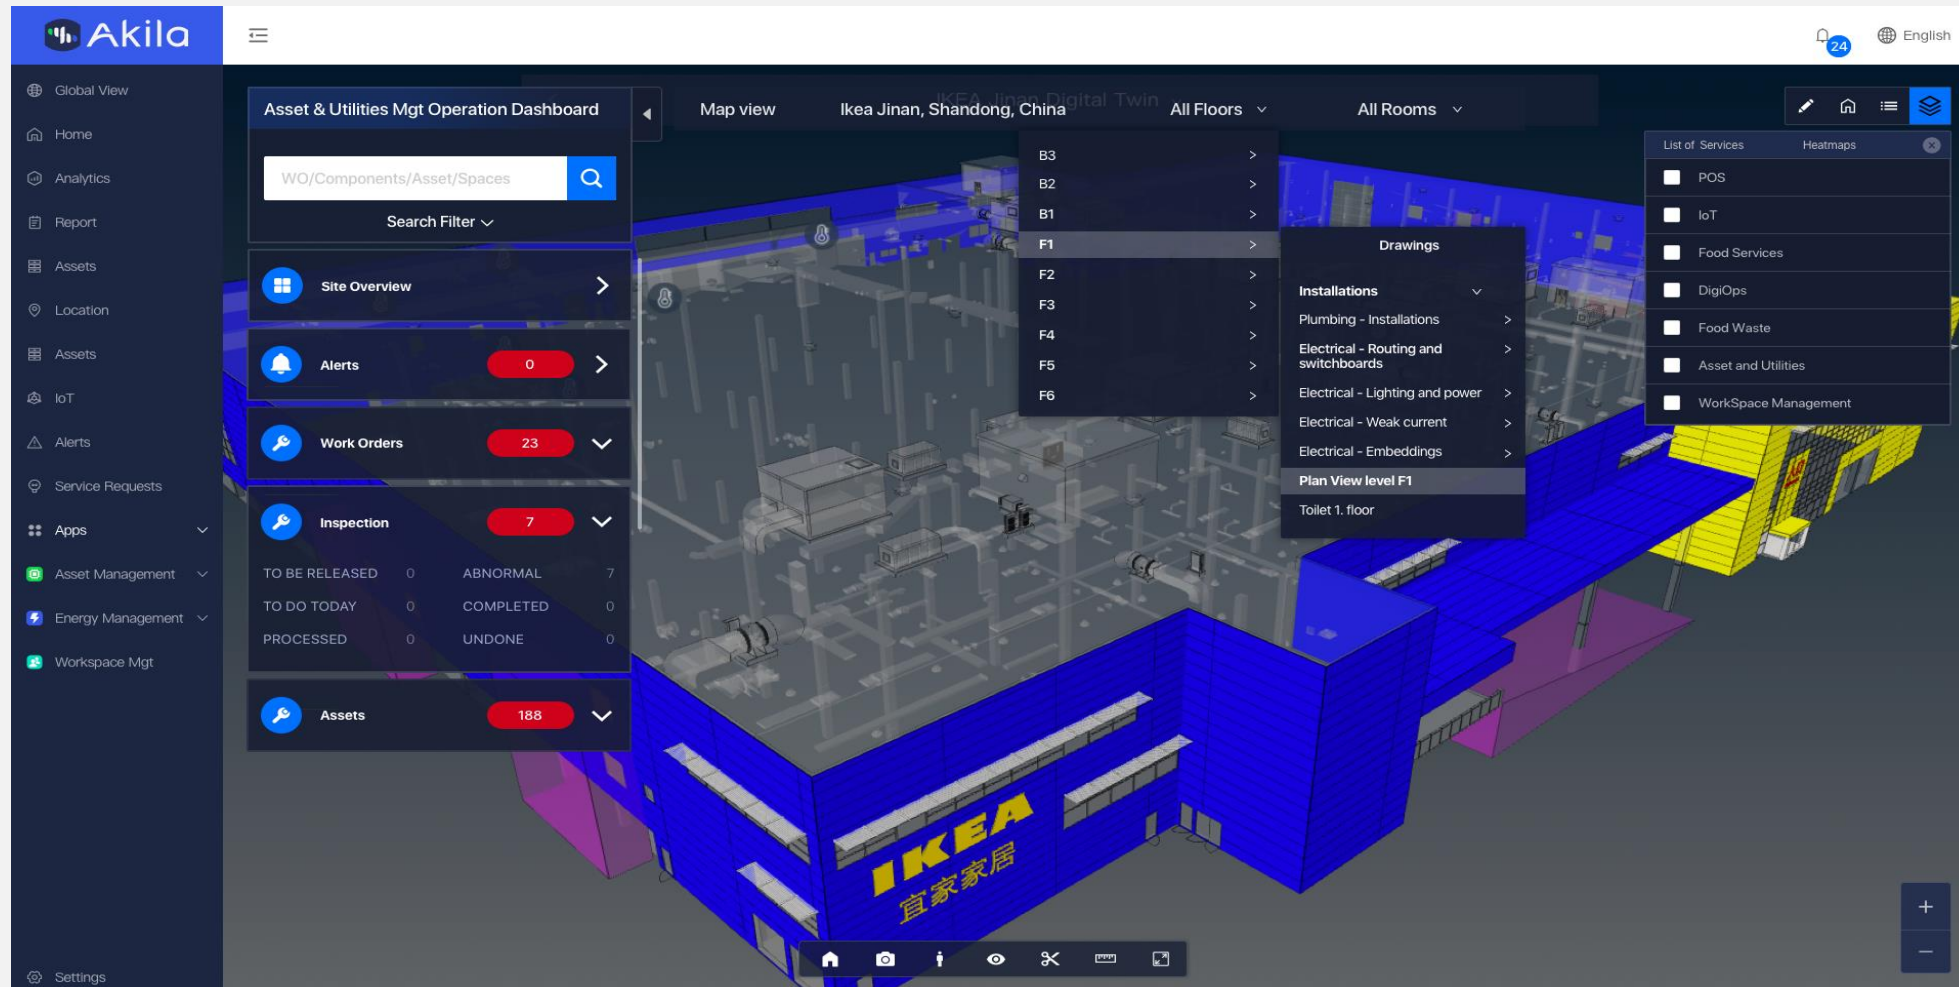 Akila
24
English
Global View
Home
Analytics
Report
Assets
Location
Assets
IoT
Alerts
Service Requests
Apps
Asset Management
Energy Management
Workspace Mgt
Settings
Asset & Utilities Mgt Operation Dashboard
WO/Components/Asset/Spaces
Search Filter
Site Overview
Alerts 0
Work Orders 23
Inspection 7
TO BE RELEASED 0 ABNORMAL 7
TO DO TODAY 0 COMPLETED 0
PROCESSED 0 UNDONE 0
Assets 188
IKEA Jinan Digital Twin
Map view Ikea Jinan, Shandong, China All Floors All Rooms
B3 >
B2 >
B1 >
F1 >
F2 >
F3 >
F4 >
F5 >
F6 >
Drawings
Installations
Plumbing - Installations >
Electrical - Routing and >
switchboards
Electrical - Lighting and power >
Electrical - Weak current >
Electrical - Embeddings >
Plan View level F1
Toilet 1. floor
List of Services Heatmaps
POS
IoT
Food Services
DigiOps
Food Waste
Asset and Utilities
WorkSpace Management
IKEA
宜家家居